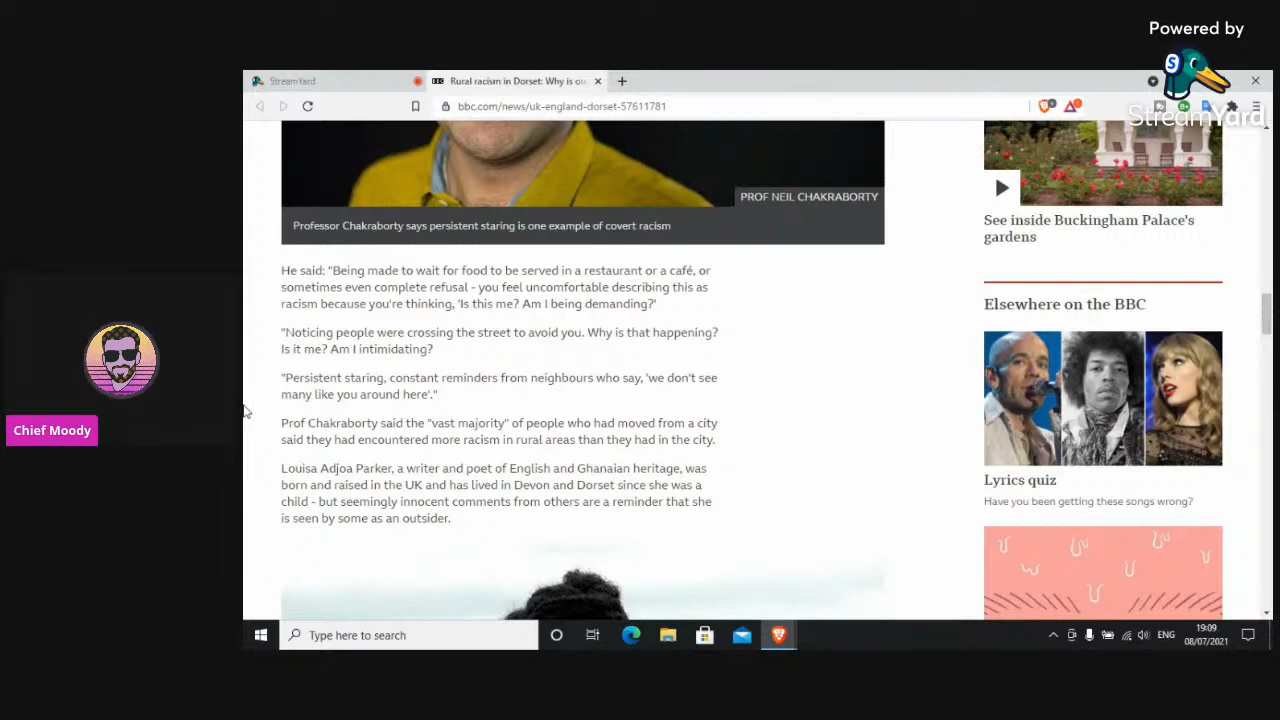 Powered by
StreamYard
StreamYard
BBC Rural racism in Dorset: Why is ou
bbc.com/news/uk-england-dorset-57611781
PROF NEIL CHAKRABORTY
Professor Chakraborty says persistent staring is one example of covert racism
He said: "Being made to wait for food to be served in a restaurant or a café, or
sometimes even complete refusal - you feel uncomfortable describing this as
racism because you're thinking, 'Is this me? Am I being demanding?'
"Noticing people were crossing the street to avoid you. Why is that happening?
Is it me? Am I intimidating?
"Persistent staring, constant reminders from neighbours who say, 'we don't see
many like you around here'."
Prof Chakraborty said the "vast majority" of people who had moved from a city
said they had encountered more racism in rural areas than they had in the city.
Louisa Adjoa Parker, a writer and poet of English and Ghanaian heritage, was
born and raised in the UK and has lived in Devon and Dorset since she was a
child - but seemingly innocent comments from others are a reminder that she
is seen by some as an outsider.
See inside Buckingham Palace's
gardens
Elsewhere on the BBC
Lyrics quiz
Have you been getting these songs wrong?
Chief Moody
Type here to search
ENG
19:09
08/07/2021